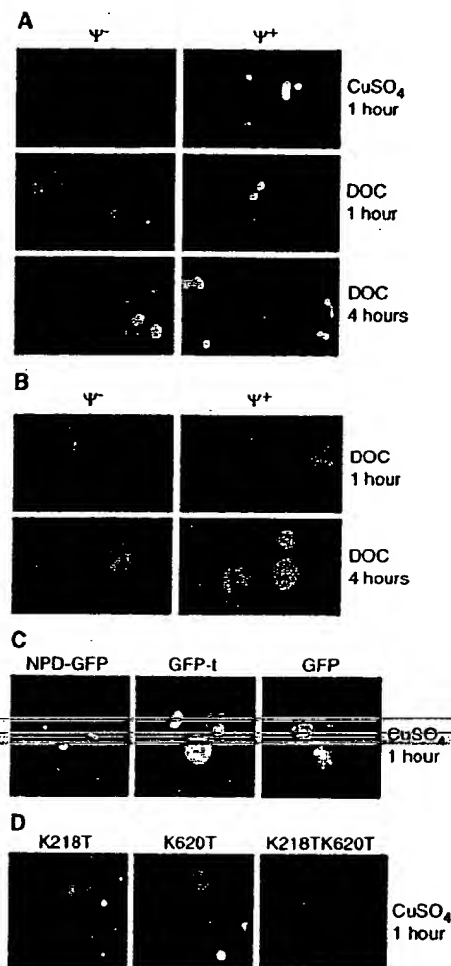 A
Ψ⁻ Ψ⁺
CuSO₄
1 hour
DOC
1 hour
DOC
4 hours
B
Ψ⁻ Ψ⁺
DOC
1 hour
DOC
4 hours
C
NPD-GFP GFP-t GFP
CuSO₄
1 hour
D
K218T K620T K218TK620T
CuSO₄
1 hour